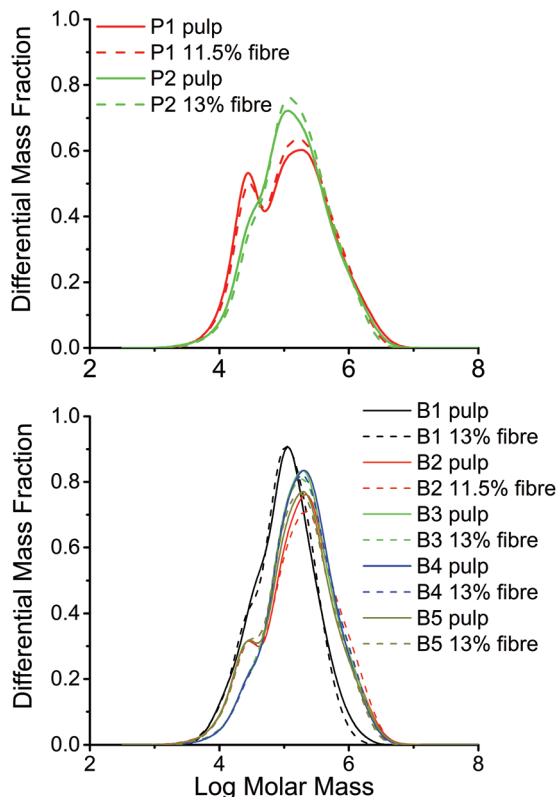 P1 pulp
P1 11.5% fibre
P2 pulp
P2 13% fibre
Differential Mass Fraction
1.0
0.8
0.6
0.4
0.2
0.0
2 4 6 8
B1 pulp
B1 13% fibre
B2 pulp
B2 11.5% fibre
B3 pulp
B3 13% fibre
B4 pulp
B4 13% fibre
B5 pulp
B5 13% fibre
Differential Mass Fraction
1.0
0.8
0.6
0.4
0.2
0.0
2 4 6 8
Log Molar Mass